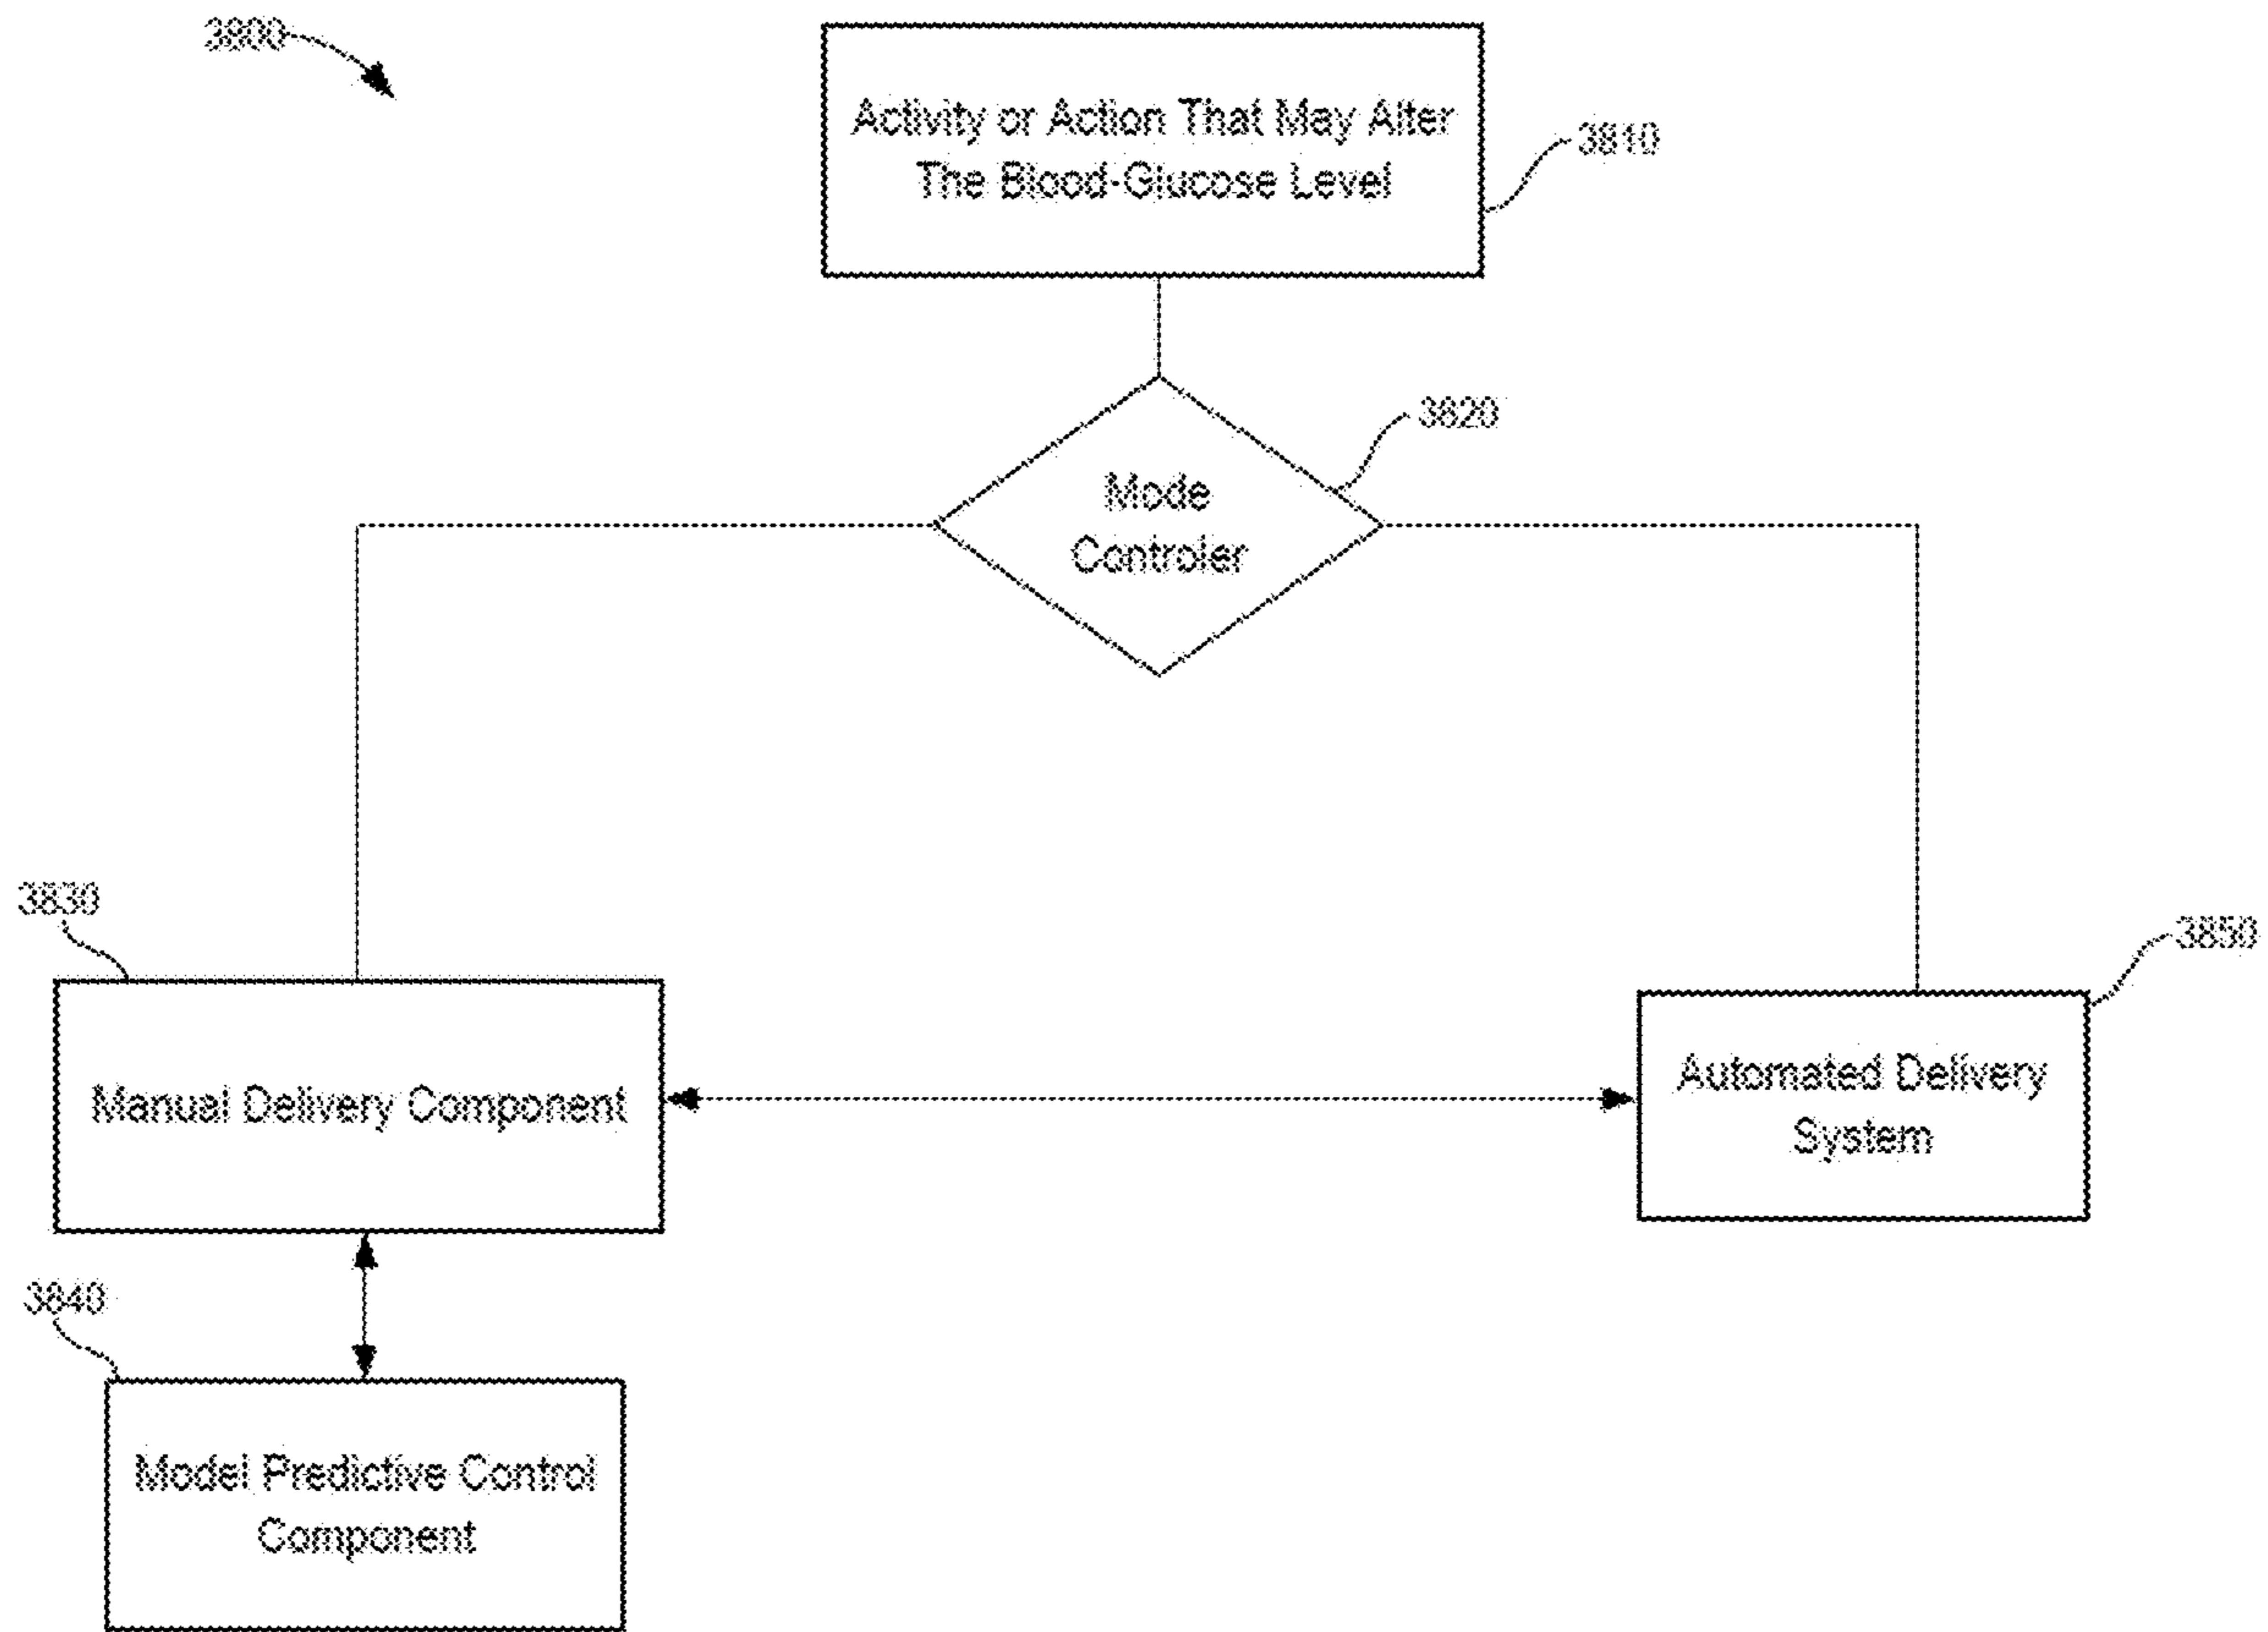 3800
Activity or Action That May Alter
The Blood-Glucose Level
3810
3820
Mode
Controler
3830
3850
Manual Delivery Component
Automated Delivery
System
3840
Model Predictive Control
Component